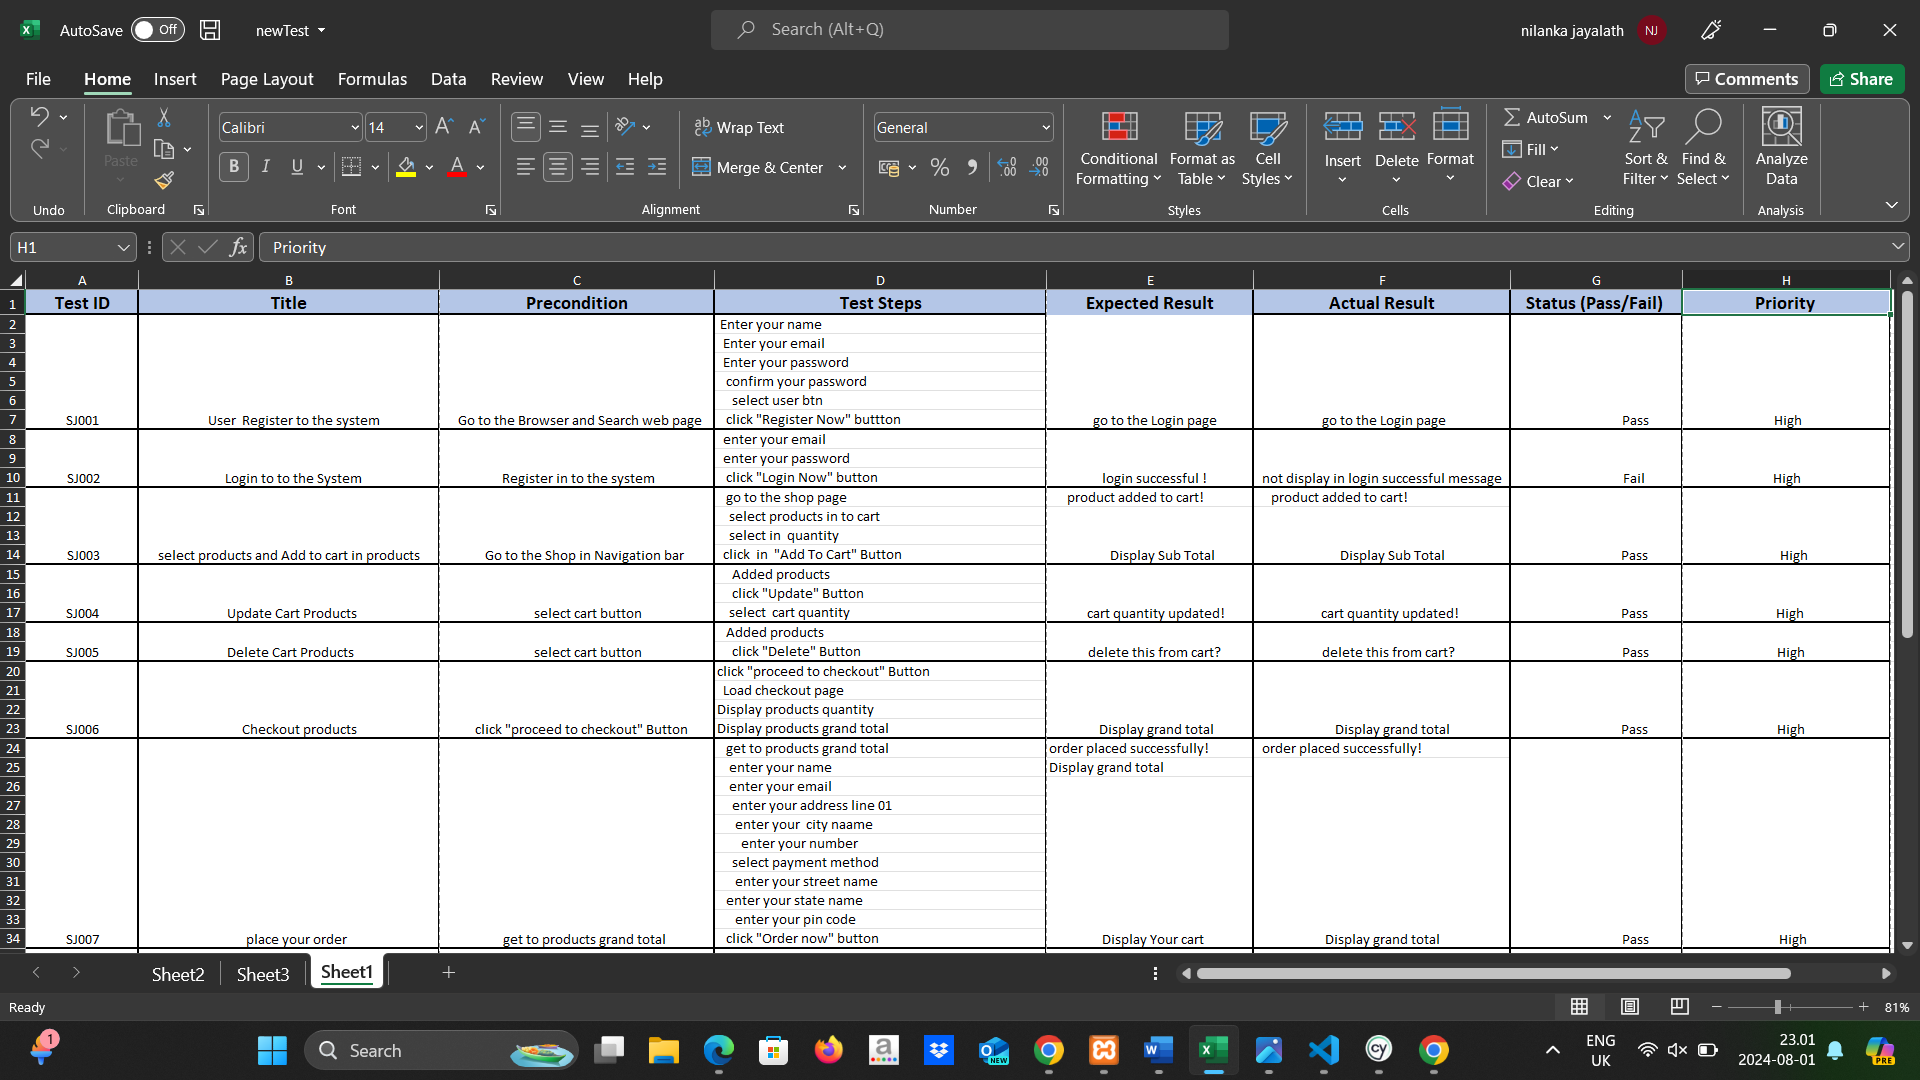 AutoSave Off newTest Search (Alt+Q) nilanka jayalath NJ
File Home Insert Page Layout Formulas Data Review View Help Comments Share
Calibri 14 Wrap Text General AutoSum
Paste Merge & Center Conditional Formatting Format as Table Cell Styles Insert Delete Format Fill Clear Sort & Filter Find & Select Analyze Data
Undo Clipboard Font Alignment Number Styles Cells Editing Analysis
H1 fx Priority
A B C D E F G H
1 Test ID Title Precondition Test Steps Expected Result Actual Result Status (Pass/Fail) Priority
2 Enter your name
3 Enter your email
4 Enter your password
5 confirm your password
6 select user btn
7 SJ001 User Register to the system Go to the Browser and Search web page click "Register Now" buttton go to the Login page go to the Login page Pass High
8 enter your email
9 enter your password
10 SJ002 Login to to the System Register in to the system click "Login Now" button login successful ! not display in login successful message Fail High
11 go to the shop page product added to cart! product added to cart!
12 select products in to cart
13 select in quantity
14 SJ003 select products and Add to cart in products Go to the Shop in Navigation bar click in "Add To Cart" Button Display Sub Total Display Sub Total Pass High
15 Added products
16 click "Update" Button
17 SJ004 Update Cart Products select cart button select cart quantity cart quantity updated! cart quantity updated! Pass High
18 Added products
19 SJ005 Delete Cart Products select cart button click "Delete" Button delete this from cart? delete this from cart? Pass High
20 click "proceed to checkout" Button
21 Load checkout page
22 Display products quantity
23 SJ006 Checkout products click "proceed to checkout" Button Display products grand total Display grand total Display grand total Pass High
24 get to products grand total order placed successfully! order placed successfully!
25 enter your name Display grand total
26 enter your email
27 enter your address line 01
28 enter your city naame
29 enter your number
30 select payment method
31 enter your street name
32 enter your state name
33 enter your pin code
34 SJ007 place your order get to products grand total click "Order now" button Display Your cart Display grand total Pass High
Sheet2 Sheet3 Sheet1
Ready 81%
1 Search ENG UK 23.01 2024-08-01